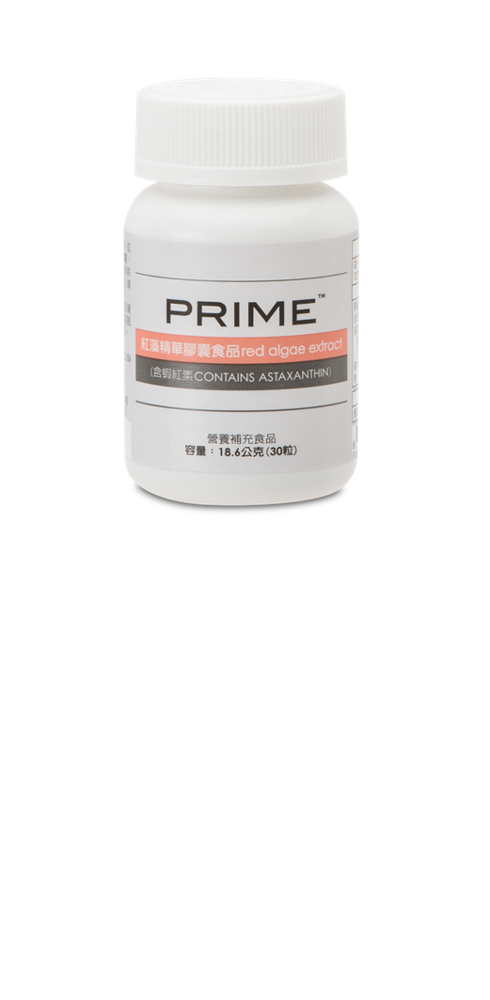 PRIME™
紅藻精華膠囊食品red algae extract
(含蝦紅素CONTAINS ASTAXANTHIN)
營養補充食品
容量：18.6公克(30粒)